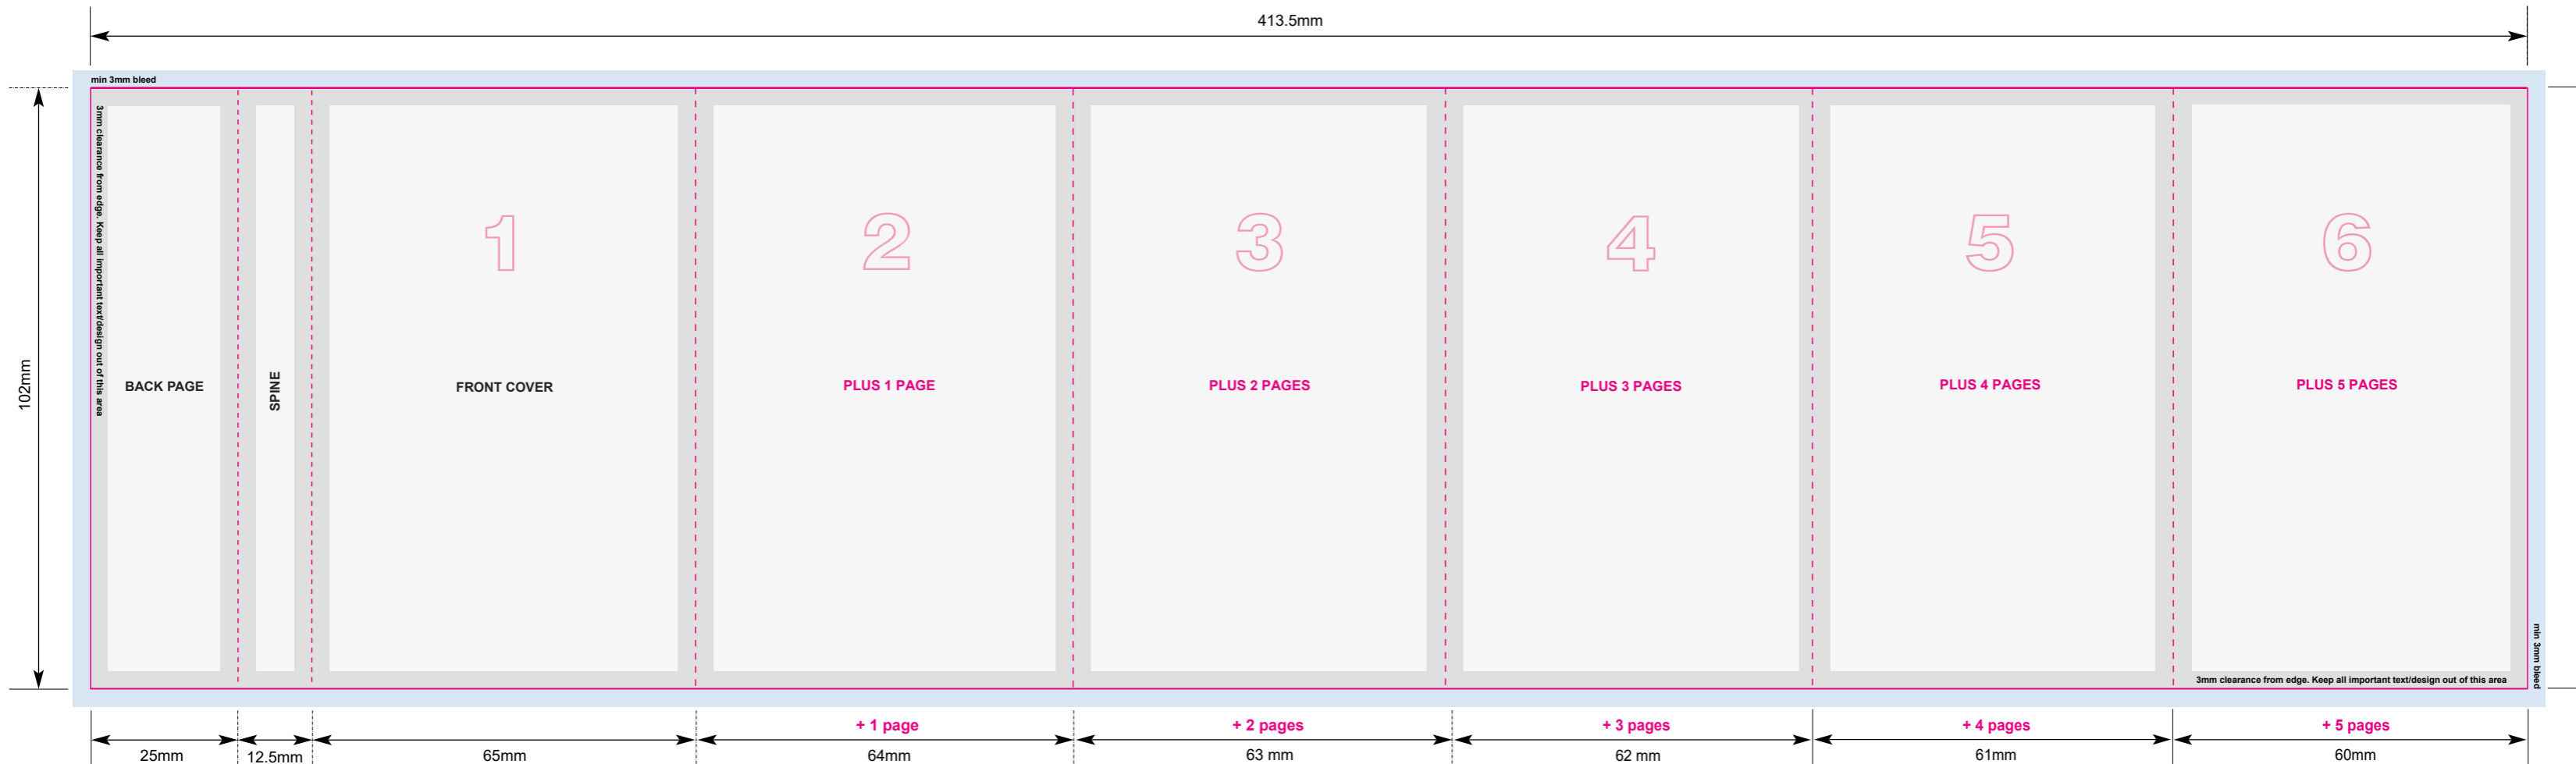 413.5mm
min 3mm bleed
3mm clearance from edge. Keep all important text/design out of this area
102mm
1
2
3
4
5
6
BACK PAGE
SPINE
FRONT COVER
PLUS 1 PAGE
PLUS 2 PAGES
PLUS 3 PAGES
PLUS 4 PAGES
PLUS 5 PAGES
min 3mm bleed
3mm clearance from edge. Keep all important text/design out of this area
+ 1 page
+ 2 pages
+ 3 pages
+ 4 pages
+ 5 pages
25mm
12.5mm
65mm
64mm
63 mm
62 mm
61mm
60mm